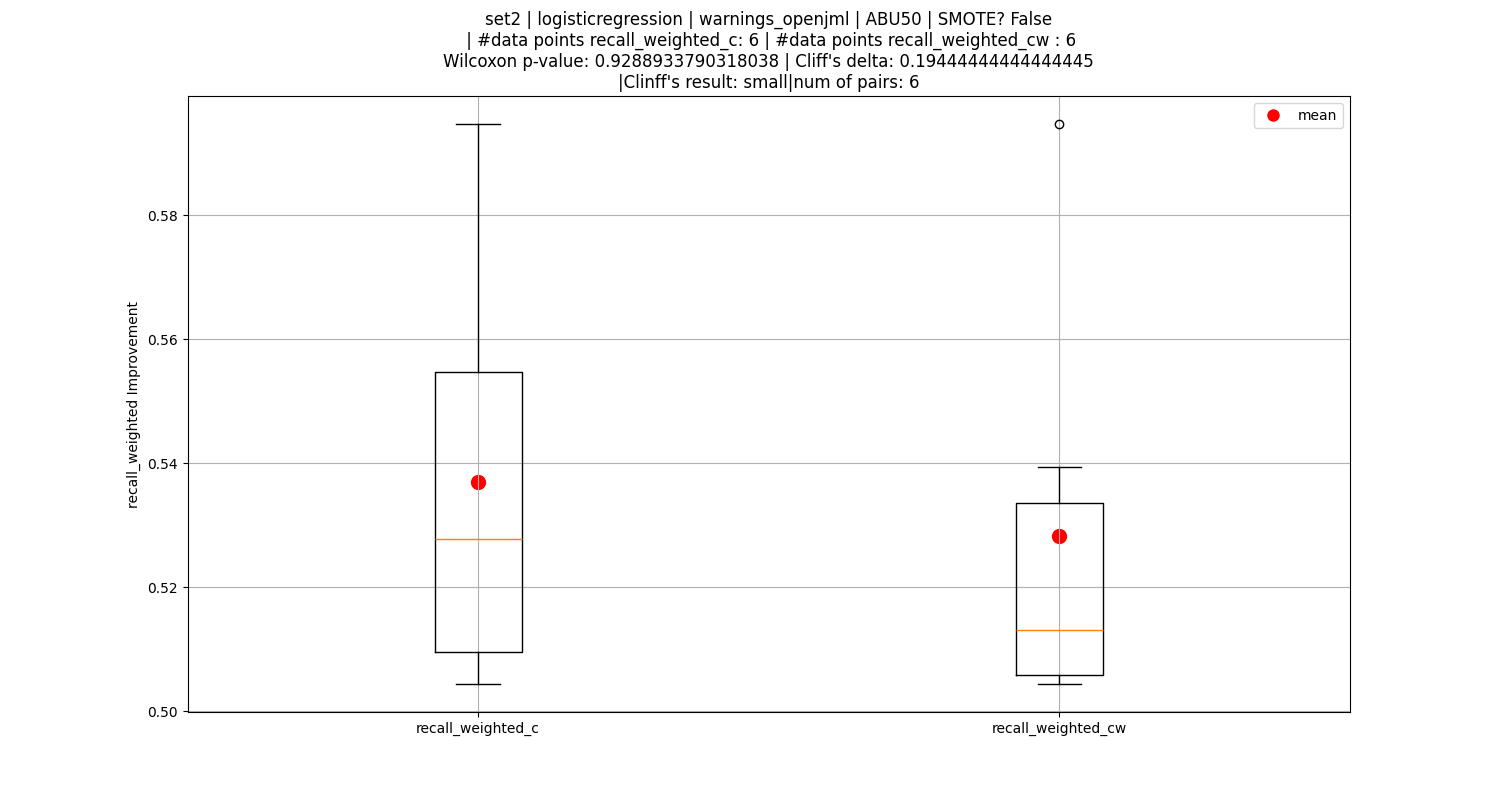 set2 | logisticregression | warnings_openjml | ABU50 | SMOTE? False
| #data points recall_weighted_c: 6 | #data points recall_weighted_cw : 6
Wilcoxon p-value: 0.9288933790318038 | Cliff's delta: 0.19444444444444445
|Clinff's result: small|num of pairs: 6
mean
recall_weighted Improvement
0.58
0.56
0.54
0.52
0.50
recall_weighted_c
recall_weighted_cw